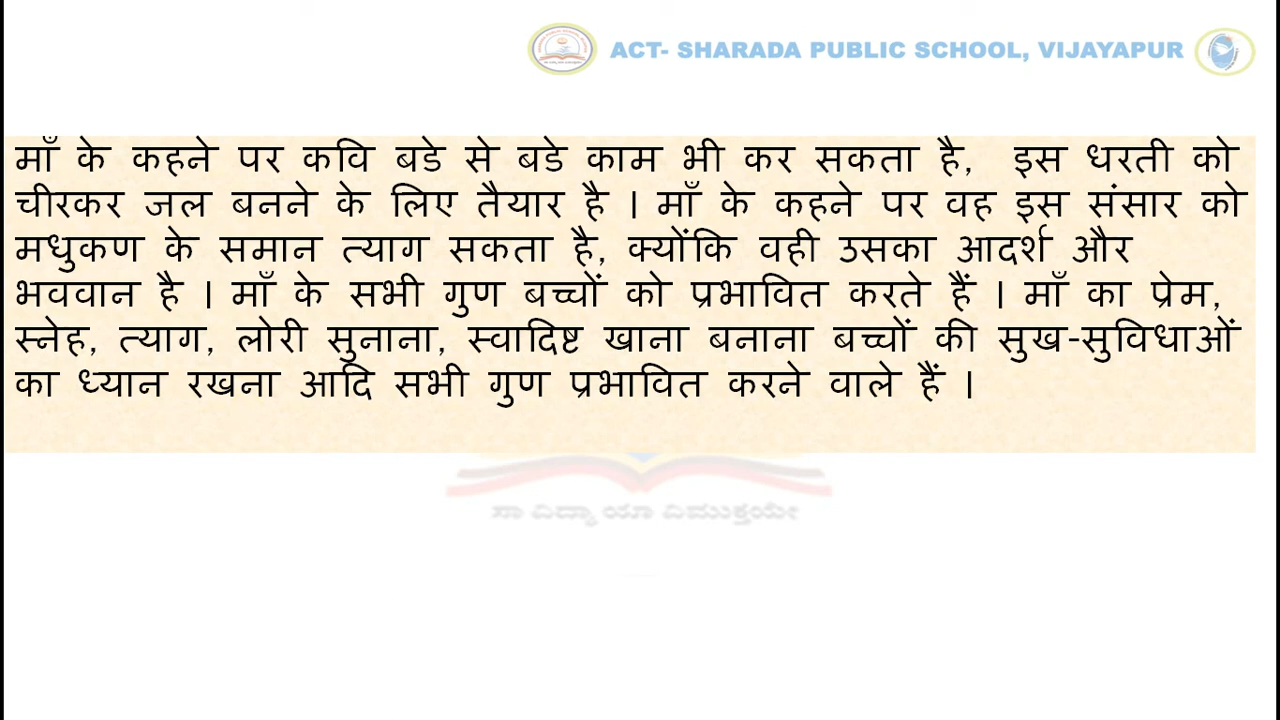 ACT- SHARADA PUBLIC SCHOOL, VIJAYAPUR
माँ के कहने पर कवि बडे से बडे काम भी कर सकता है, इस धरती को
चीरकर जल बनने के लिए तैयार है । माँ के कहने पर वह इस संसार को
मधुकण के समान त्याग सकता है, क्योंकि वही उसका आदर्श और
भववान है । माँ के सभी गुण बच्चों को प्रभावित करते हैं । माँ का प्रेम,
स्नेह, त्याग, लोरी सुनाना, स्वादिष्ट खाना बनाना बच्चों की सुख-सुविधाओं
का ध्यान रखना आदि सभी गुण प्रभावित करने वाले हैं ।
ಸಾ ವಿದ್ಯಾ ಯಾ ವಿಮುಕ್ತಯೇ